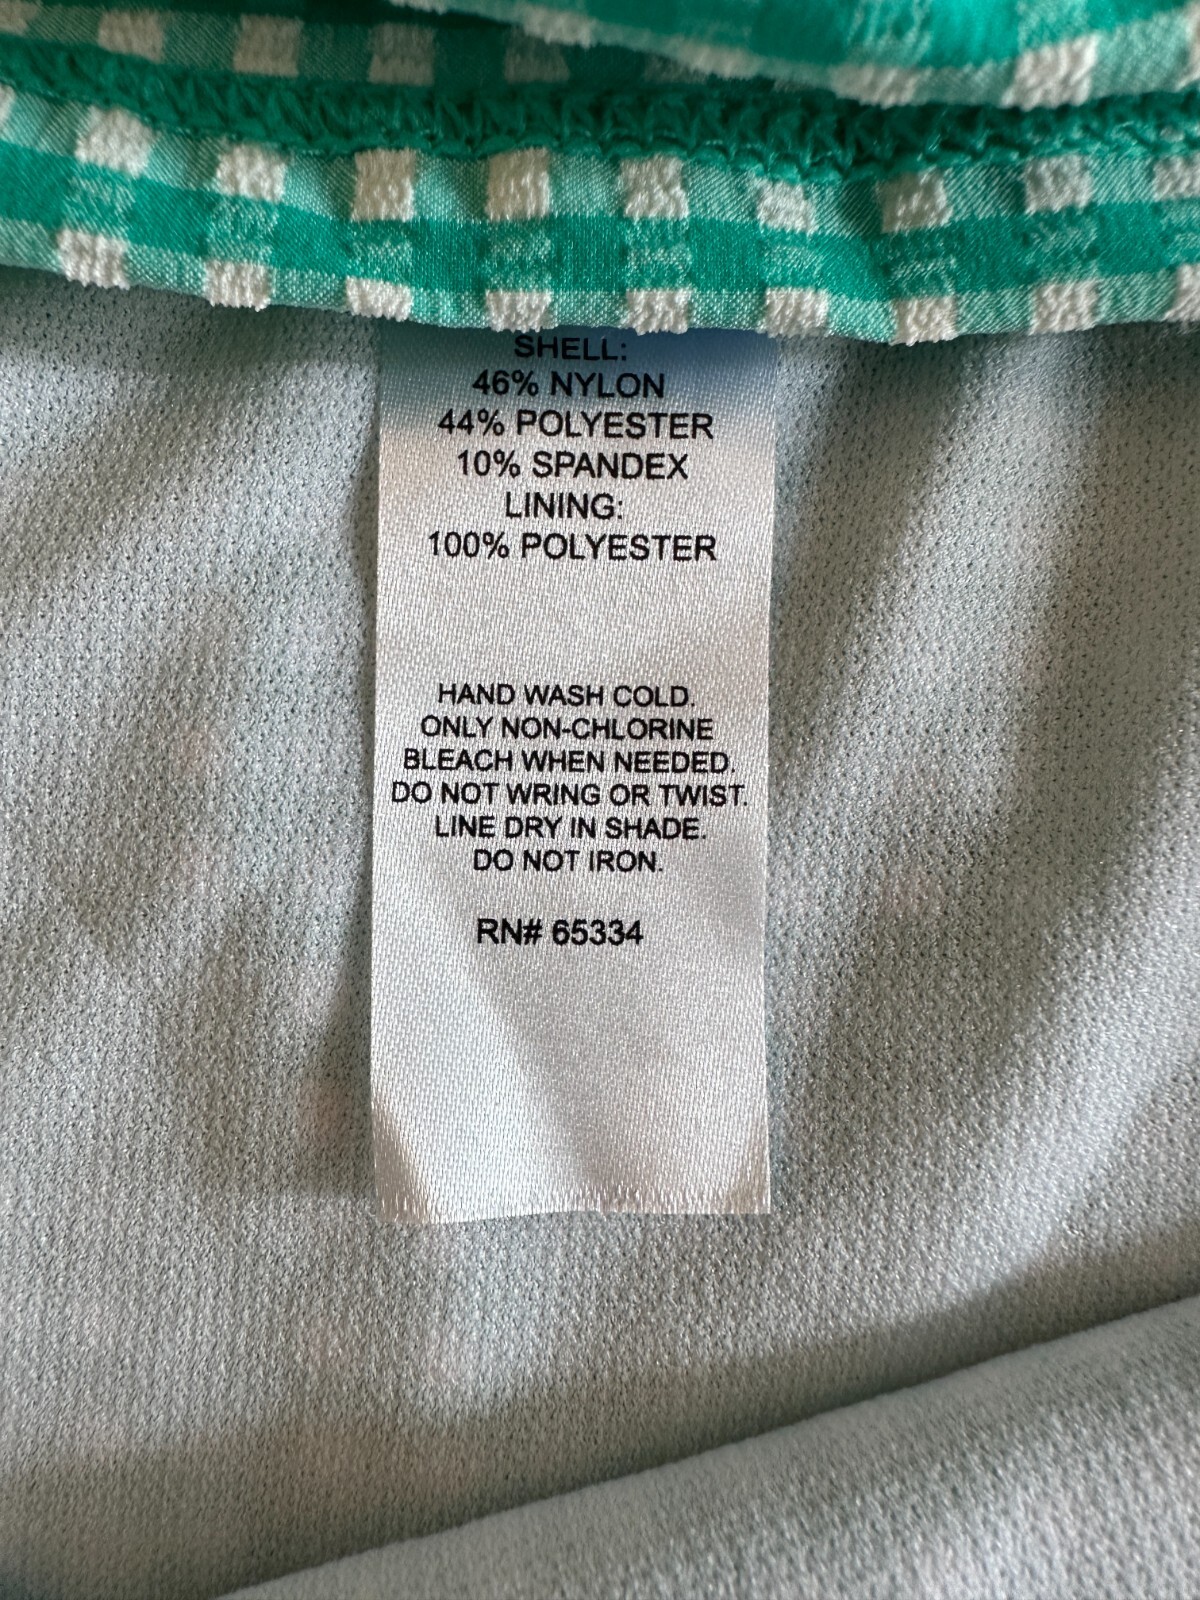 SHELL:
46% NYLON
44% POLYESTER
10% SPANDEX
LINING:
100% POLYESTER
HAND WASH COLD.
ONLY NON-CHLORINE
BLEACH WHEN NEEDED.
DO NOT WRING OR TWIST.
LINE DRY IN SHADE.
DO NOT IRON.
RN# 65334